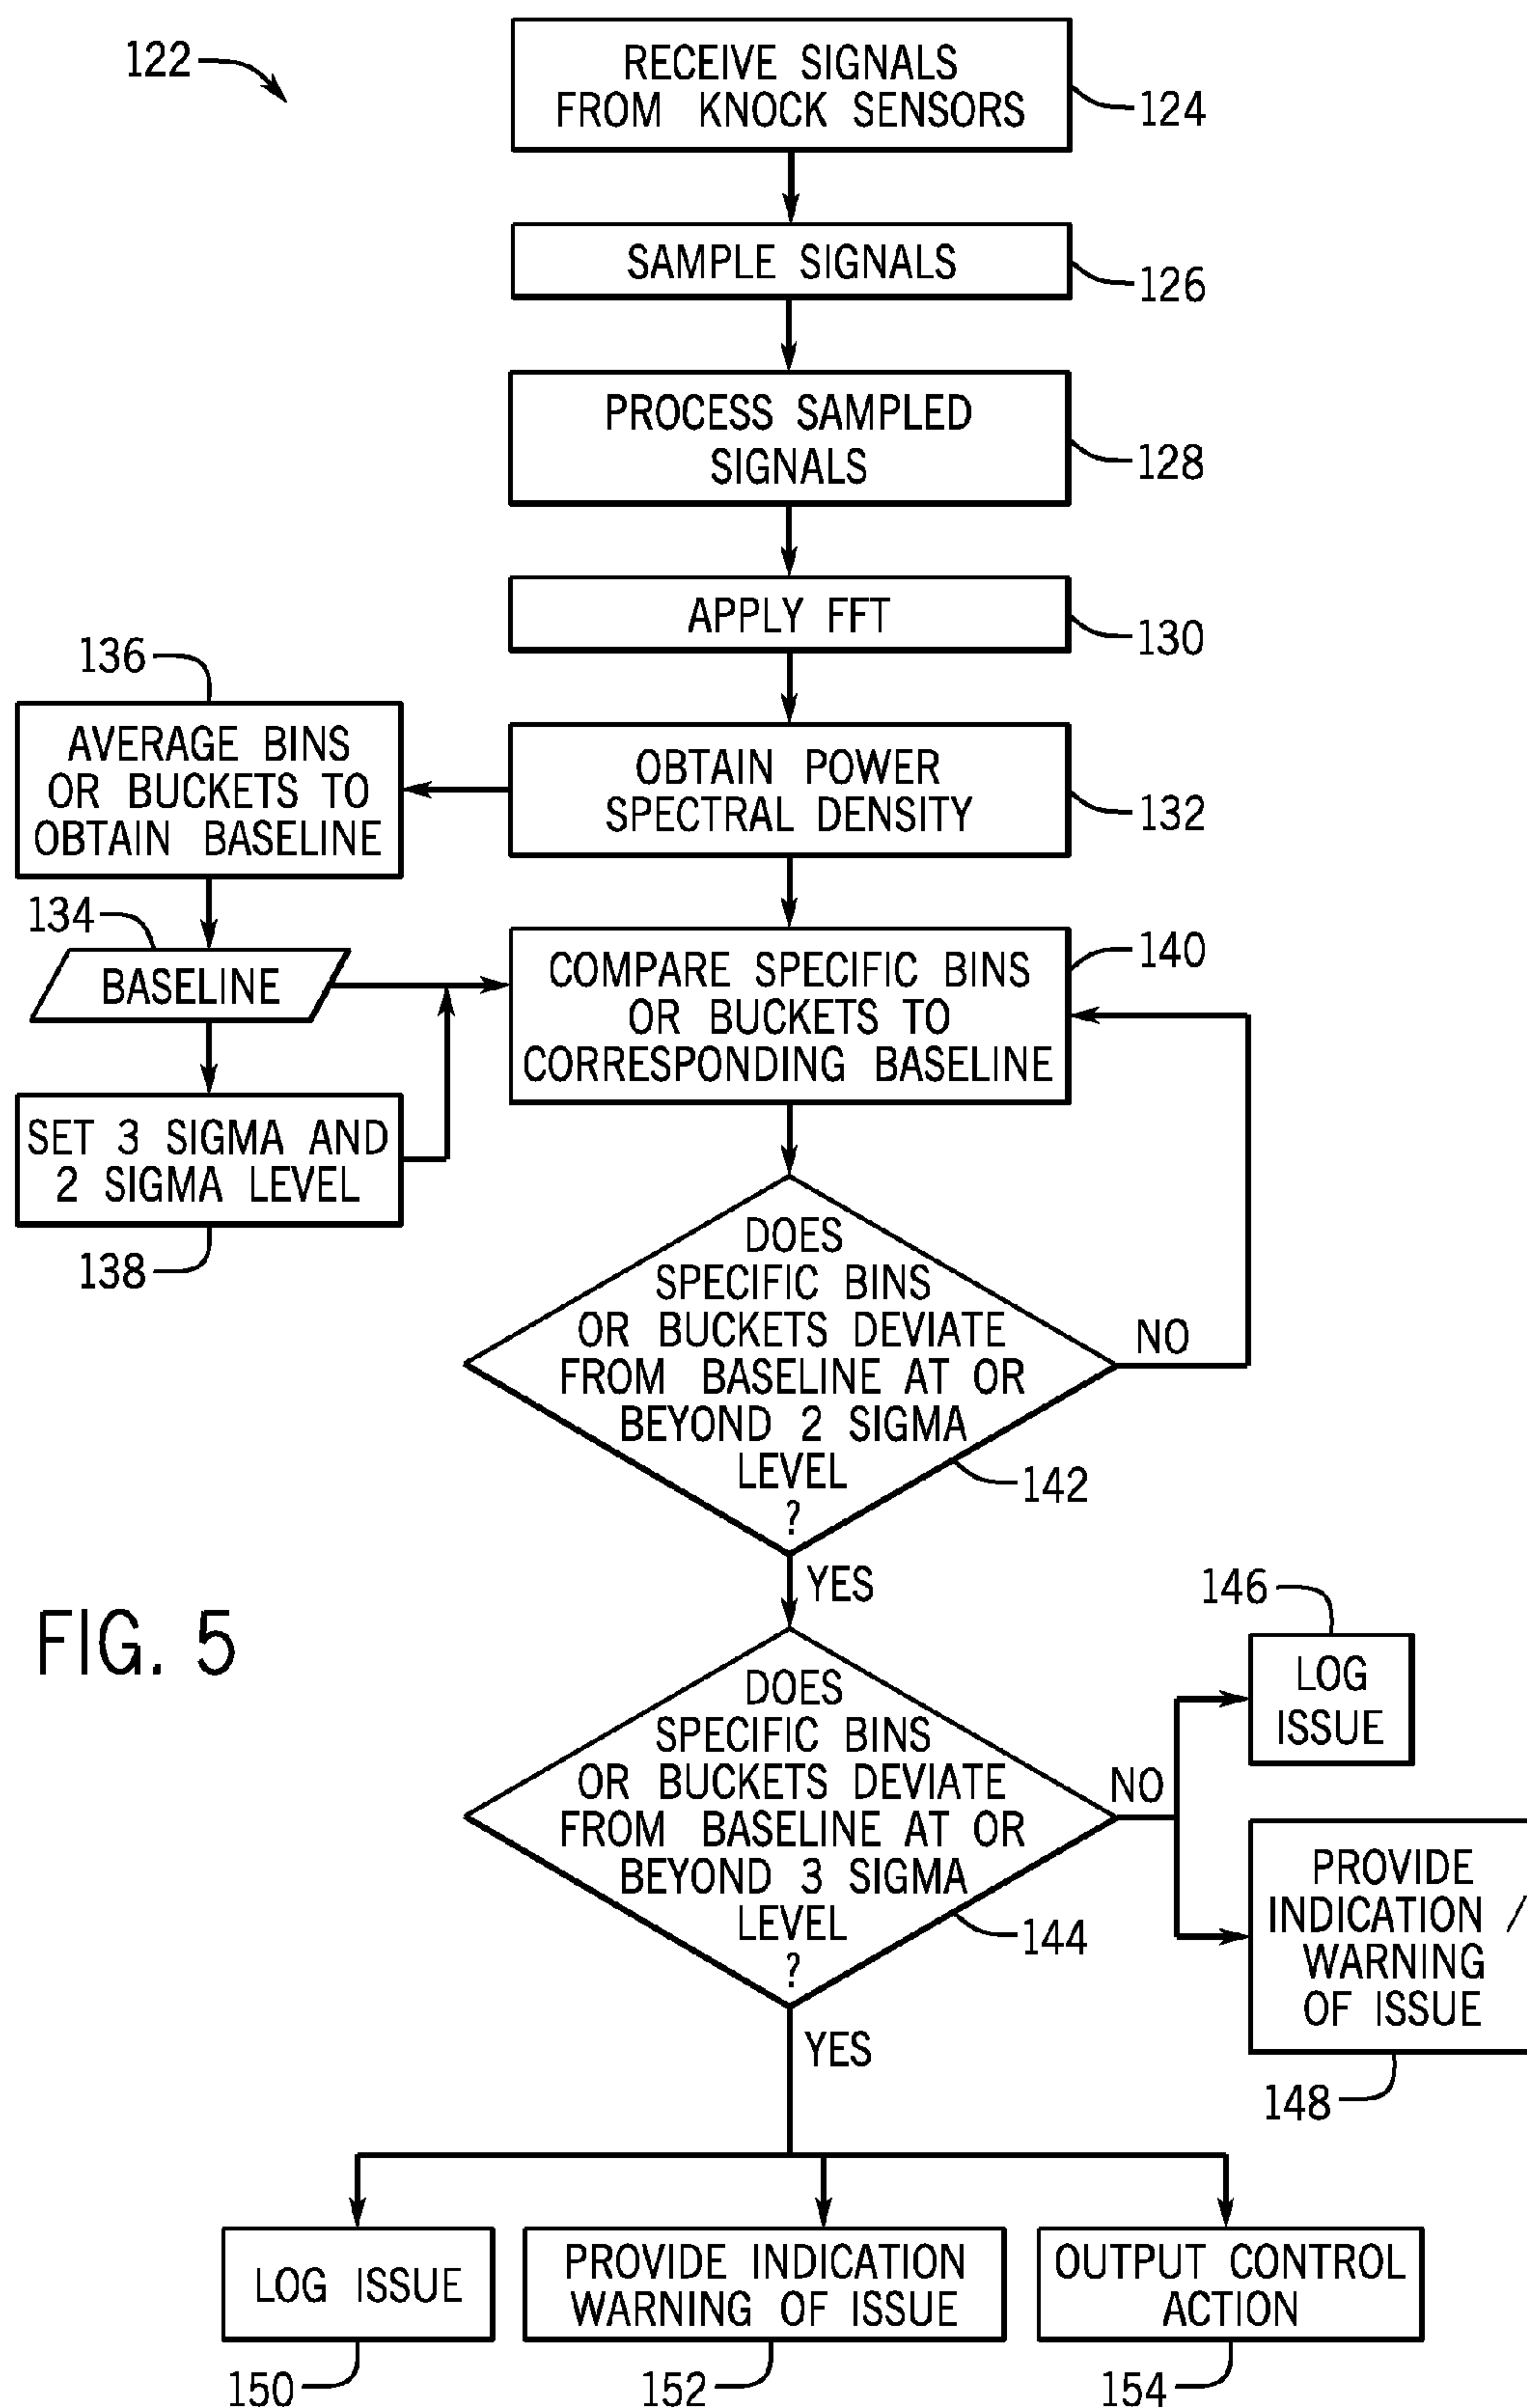 122
RECEIVE SIGNALS
FROM KNOCK SENSORS
124
SAMPLE SIGNALS
126
PROCESS SAMPLED
SIGNALS
128
APPLY FFT
130
136
AVERAGE BINS
OR BUCKETS TO
OBTAIN BASELINE
OBTAIN POWER
SPECTRAL DENSITY
132
134
BASELINE
COMPARE SPECIFIC BINS
OR BUCKETS TO
CORRESPONDING BASELINE
140
SET 3 SIGMA AND
2 SIGMA LEVEL
138
DOES
SPECIFIC BINS
OR BUCKETS DEVIATE
FROM BASELINE AT OR
BEYOND 2 SIGMA
LEVEL
?
NO
142
YES
FIG. 5
DOES
SPECIFIC BINS
OR BUCKETS DEVIATE
FROM BASELINE AT OR
BEYOND 3 SIGMA
LEVEL
?
NO
144
146
LOG
ISSUE
PROVIDE
INDICATION /
WARNING
OF ISSUE
148
YES
LOG ISSUE
150
PROVIDE INDICATION
WARNING OF ISSUE
152
OUTPUT CONTROL
ACTION
154